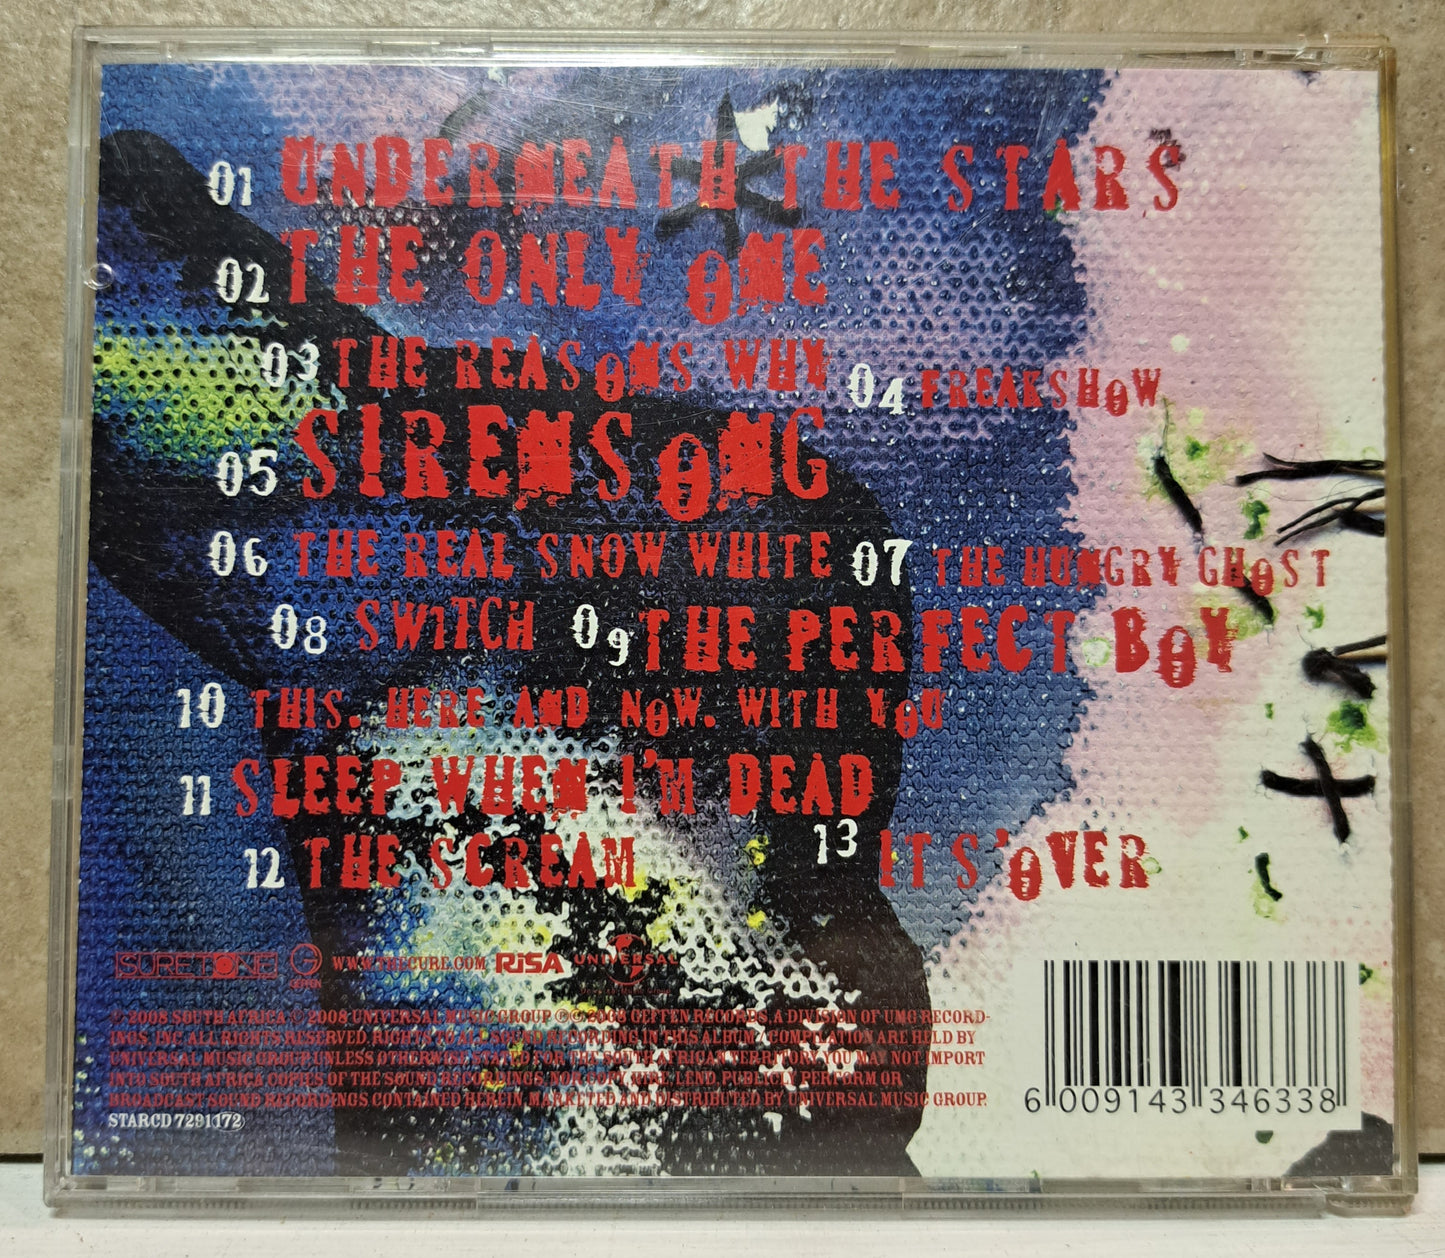 01 UNDERNEATH THE STARS
02 THE ONLY ONE
03 THE REASONS WHY 04 FREAKSHOW
05 SIRENSONG
06 THE REAL SNOW WHITE 07 THE HUNGRY GHOST
08 SWITCH 09 THE PERFECT BOY
10 THIS. HERE AND NOW. WITH YOU
11 SLEEP WHEN I'M DEAD
12 THE SCREAM 13 IT S'OVER
SURETONE GEFFEN WWW.THECURE.COM RISA UNIVERSAL
© 2008 SOUTH AFRICA © 2008 UNIVERSAL MUSIC GROUP ℗© 2008 GEFFEN RECORDS, A DIVISION OF UMG RECORD-
INGS, INC. ALL RIGHTS RESERVED. RIGHTS TO ALL SOUND RECORDING IN THIS ALBUM / COMPILATION ARE HELD BY
UNIVERSAL MUSIC GROUP UNLESS OTHERWISE STATED FOR THE SOUTH AFRICAN TERRITORY. YOU MAY NOT IMPORT
INTO SOUTH AFRICA COPIES OF THE SOUND RECORDINGS, NOR COPY, HIRE, LEND, PUBLICLY PERFORM OR
BROADCAST SOUND RECORDINGS CONTAINED HERLIN. MARKETED AND DISTRIBUTED BY UNIVERSAL MUSIC GROUP.
STARCD 7291 172
6 009143 346338